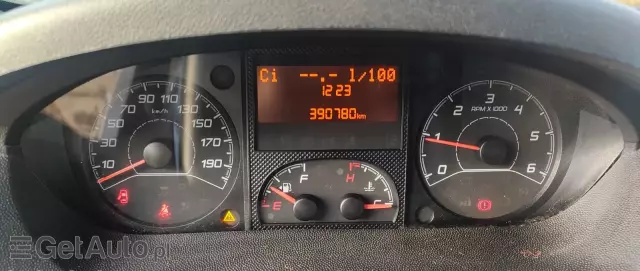 Ci --.- l/100
12:23
390780km
10 30 50 70 90 110 130 150 170 190
km/h
E F
H C
0 1 2 3 4 5 6
RPM X 1000
GetAuto.pl